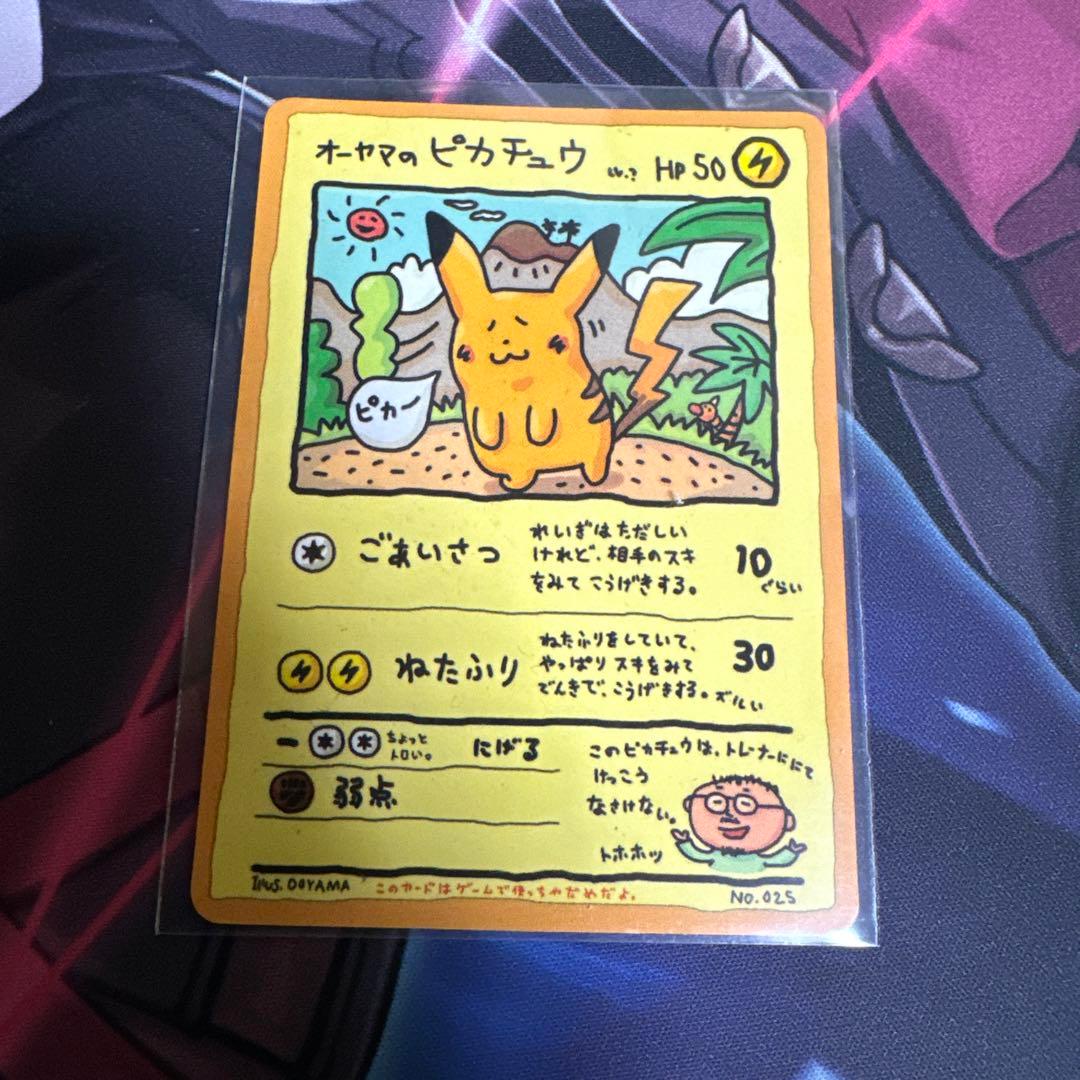 オーヤマのピカチュウ Lv.? HP50
ピカー
ごあいさつ
れいぎはただしい
けれど、相手のスキ
をみてこうげきする。
10
ぐらい
ねたふり
ねたふりをしていて、
やっぱりスキをみて
でんきで、こうげきする。ズルい
30
ちょっと
トロい。
にげる
弱点
このピカチュウは、トレーナーににて
けっこう
なさけない。
トホホッ
Illus. OOYAMA
このカードはゲームで使っちゃだめだよ。
No.025